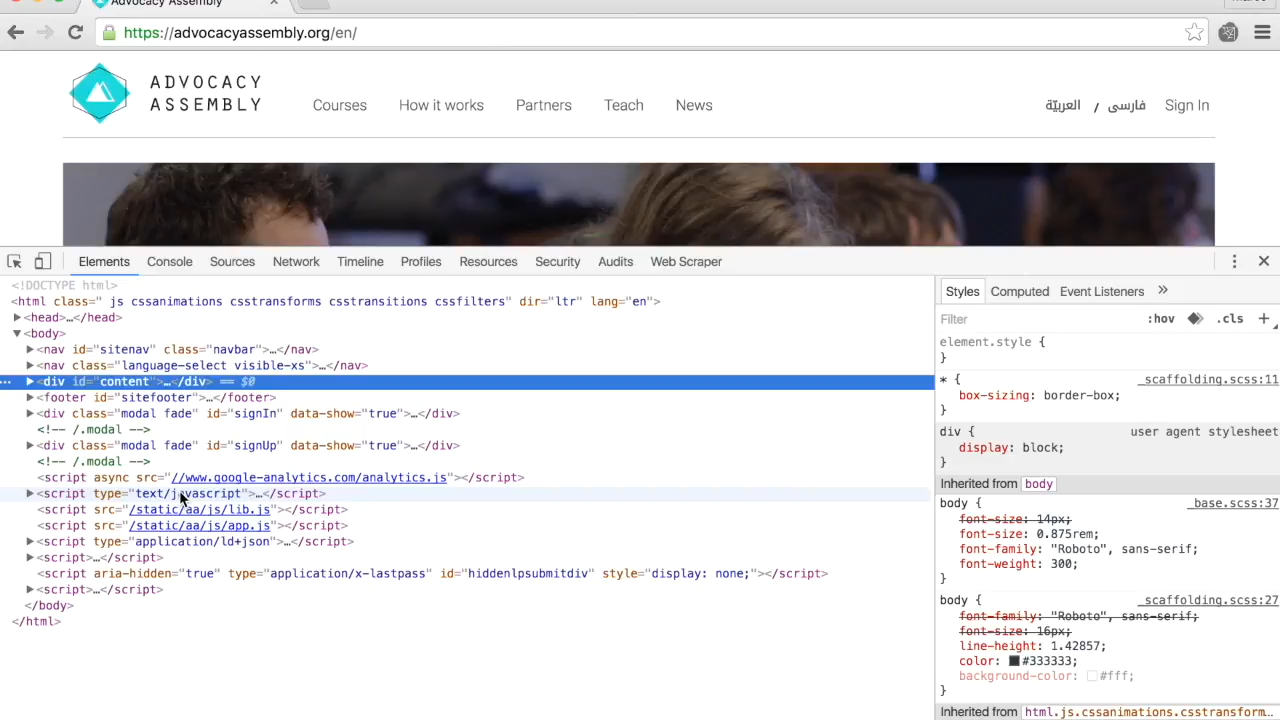 Advocacy Assembly
https://advocacyassembly.org/en/
ADVOCACY
ASSEMBLY
Courses How it works Partners Teach News العربيّة / فارسی Sign In
Elements Console Sources Network Timeline Profiles Resources Security Audits Web Scraper
<!DOCTYPE html>
<html class=" js cssanimations csstransforms csstransitions cssfilters" dir="ltr" lang="en">
<head>…</head>
<body>
<nav id="sitenav" class="navbar">…</nav>
<nav class="language-select visible-xs">…</nav>
<div id="content">…</div> == $0
<footer id="sitefooter">…</footer>
<div class="modal fade" id="signIn" data-show="true">…</div>
<!-- /.modal -->
<div class="modal fade" id="signUp" data-show="true">…</div>
<!-- /.modal -->
<script async src="//www.google-analytics.com/analytics.js"></script>
<script type="text/javascript">…</script>
<script src="/static/aa/js/lib.js"></script>
<script src="/static/aa/js/app.js"></script>
<script type="application/ld+json">…</script>
<script>…</script>
<script aria-hidden="true" type="application/x-lastpass" id="hiddenlpsubmitdiv" style="display: none;"></script>
<script>…</script>
</body>
</html>
Styles Computed Event Listeners »
Filter :hov .cls +
element.style {
}
* { _scaffolding.scss:11
box-sizing: border-box;
}
div { user agent stylesheet
display: block;
}
Inherited from body
body { _base.scss:37
font-size: 14px;
font-size: 0.875rem;
font-family: "Roboto", sans-serif;
font-weight: 300;
}
body { _scaffolding.scss:27
font-family: "Roboto", sans-serif;
font-size: 16px;
line-height: 1.42857;
color: #333333;
background-color: #fff;
}
Inherited from html.js.cssanimations.csstransform…